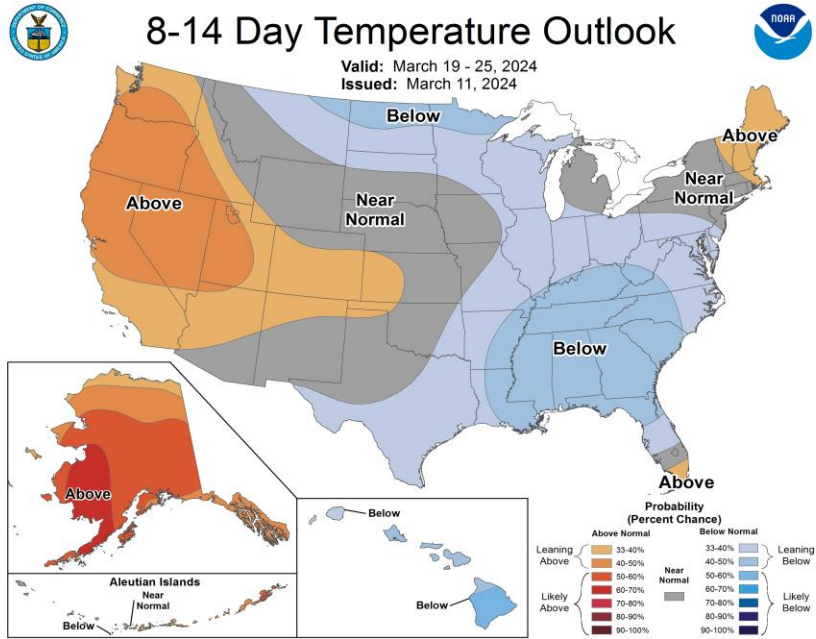 8-14 Day Temperature Outlook
Valid: March 19 - 25, 2024
Issued: March 11, 2024
NOAA
Below
Above
Near
Normal
Above
Near
Normal
Below
Above
Above
Above
Aleutian Islands
Near
Normal
Below
Below
Below
Probability
(Percent Chance)
Above Normal
Below Normal
Leaning
Above
33-40%
40-50%
Likely
Above
50-60%
60-70%
70-80%
80-90%
90-100%
Near
Normal
33-40%
40-50%
Leaning
Below
50-60%
60-70%
70-80%
80-90%
90-100%
Likely
Below